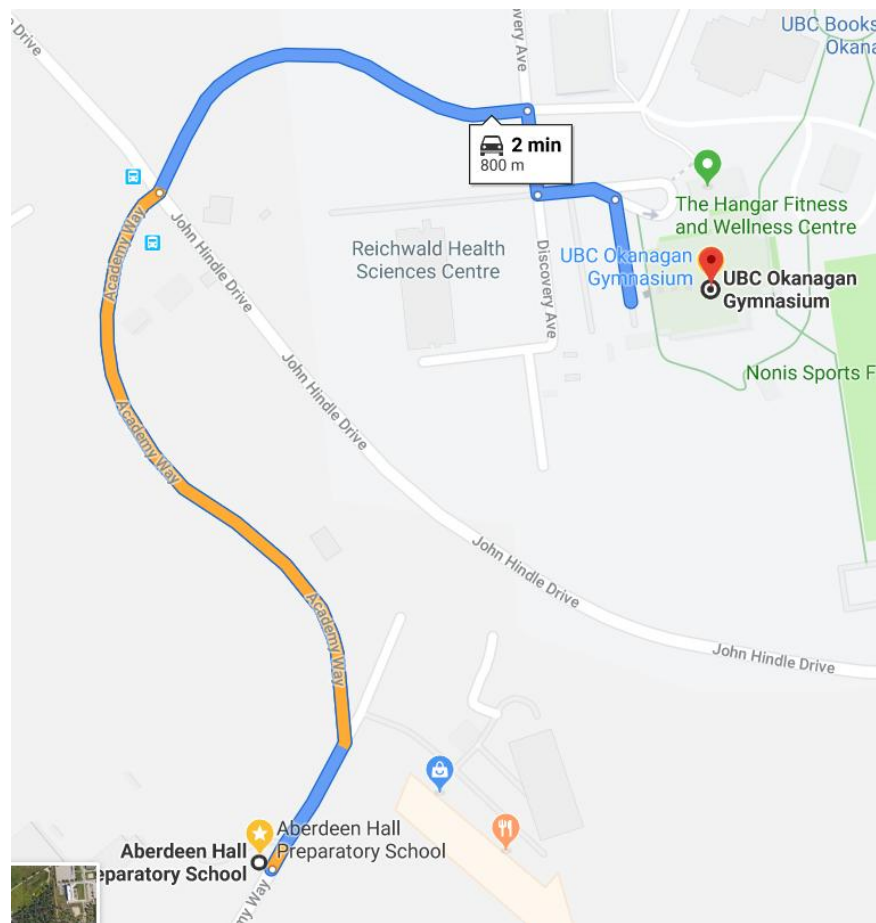 UBC Books
Okana
Drive
Discovery Ave
2 min
800 m
The Hangar Fitness
and Wellness Centre
Academy Way
John Hindle Drive
Reichwald Health
Sciences Centre
UBC Okanagan
Gymnasium
UBC Okanagan
Gymnasium
Discovery Ave
John Hindle Drive
Nonis Sports F
Academy Way
John Hindle Drive
Academy Way
John Hindle Drive
Aberdeen Hall
Preparatory School
Aberdeen Hall
eparatory School
my Way